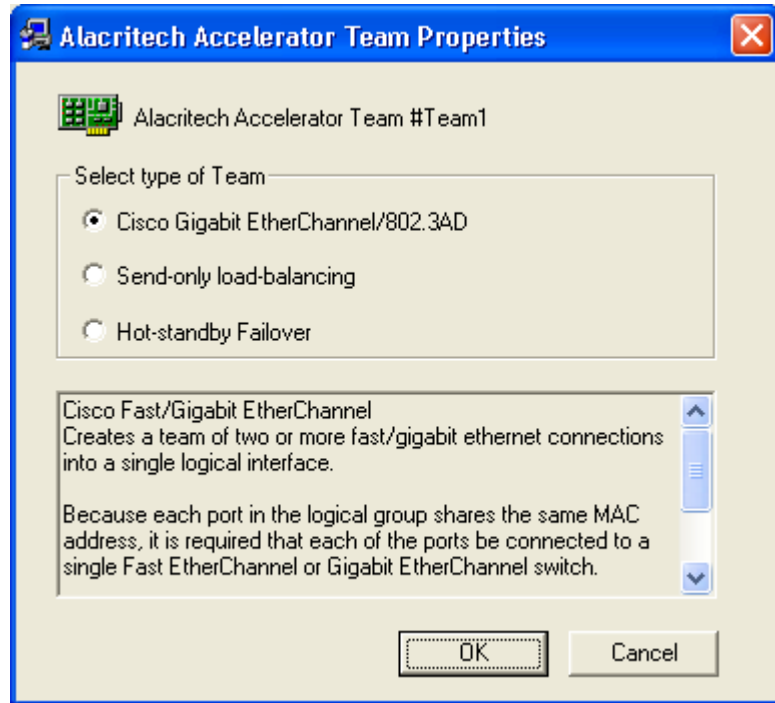 Alacritech Accelerator Team Properties
Alacritech Accelerator Team #Team1
Select type of Team
Cisco Gigabit EtherChannel/802.3AD
Send-only load-balancing
Hot-standby Failover
Cisco Fast/Gigabit EtherChannel
Creates a team of two or more fast/gigabit ethernet connections
into a single logical interface.
Because each port in the logical group shares the same MAC
address, it is required that each of the ports be connected to a
single Fast EtherChannel or Gigabit EtherChannel switch.
OK Cancel